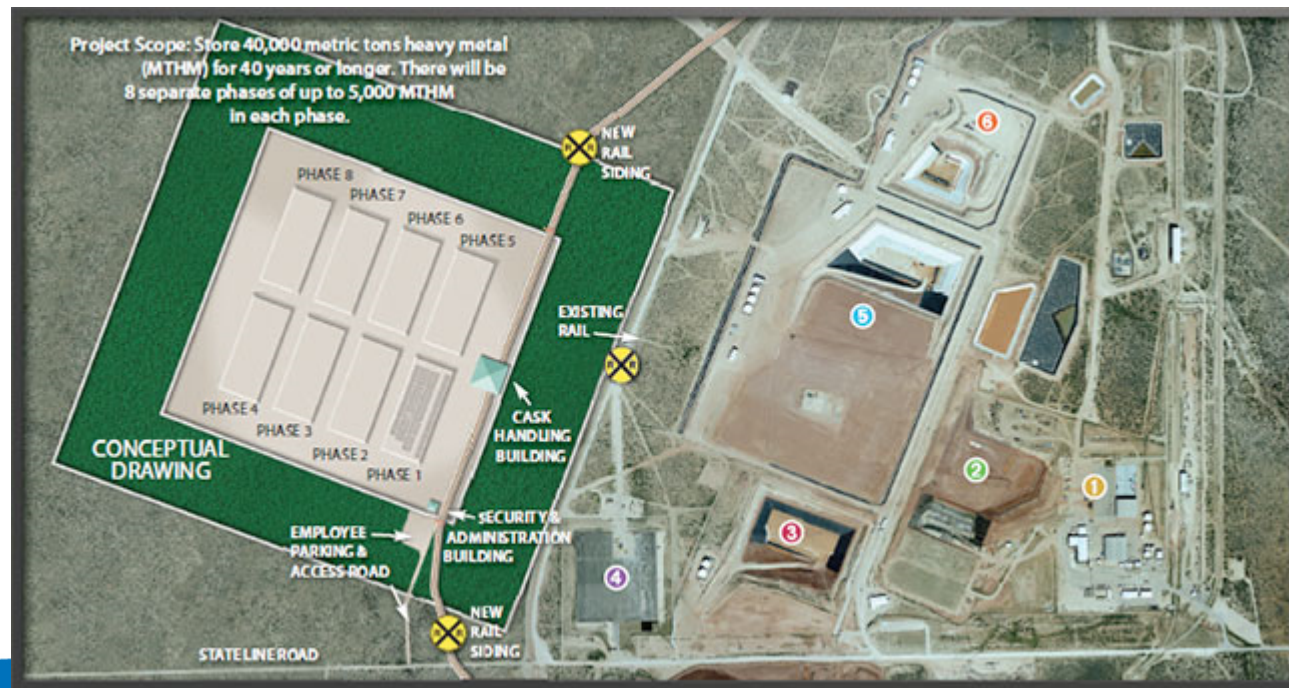 Project Scope: Store 40,000 metric tons heavy metal
(MTHM) for 40 years or longer. There will be
8 separate phases of up to 5,000 MTHM
in each phase.
NEW
RAIL
SIDING
PHASE 8
PHASE 7
PHASE 6
PHASE 5
EXISTING
RAIL
PHASE 4
PHASE 3
PHASE 2
PHASE 1
CONCEPTUAL
DRAWING
CASK
HANDLING
BUILDING
SECURITY &
ADMINISTRATION
BUILDING
EMPLOYEE
PARKING &
ACCESS ROAD
NEW
RAIL
SIDING
STATE LINE ROAD
6
5
2
1
3
4
R R
R R
R R